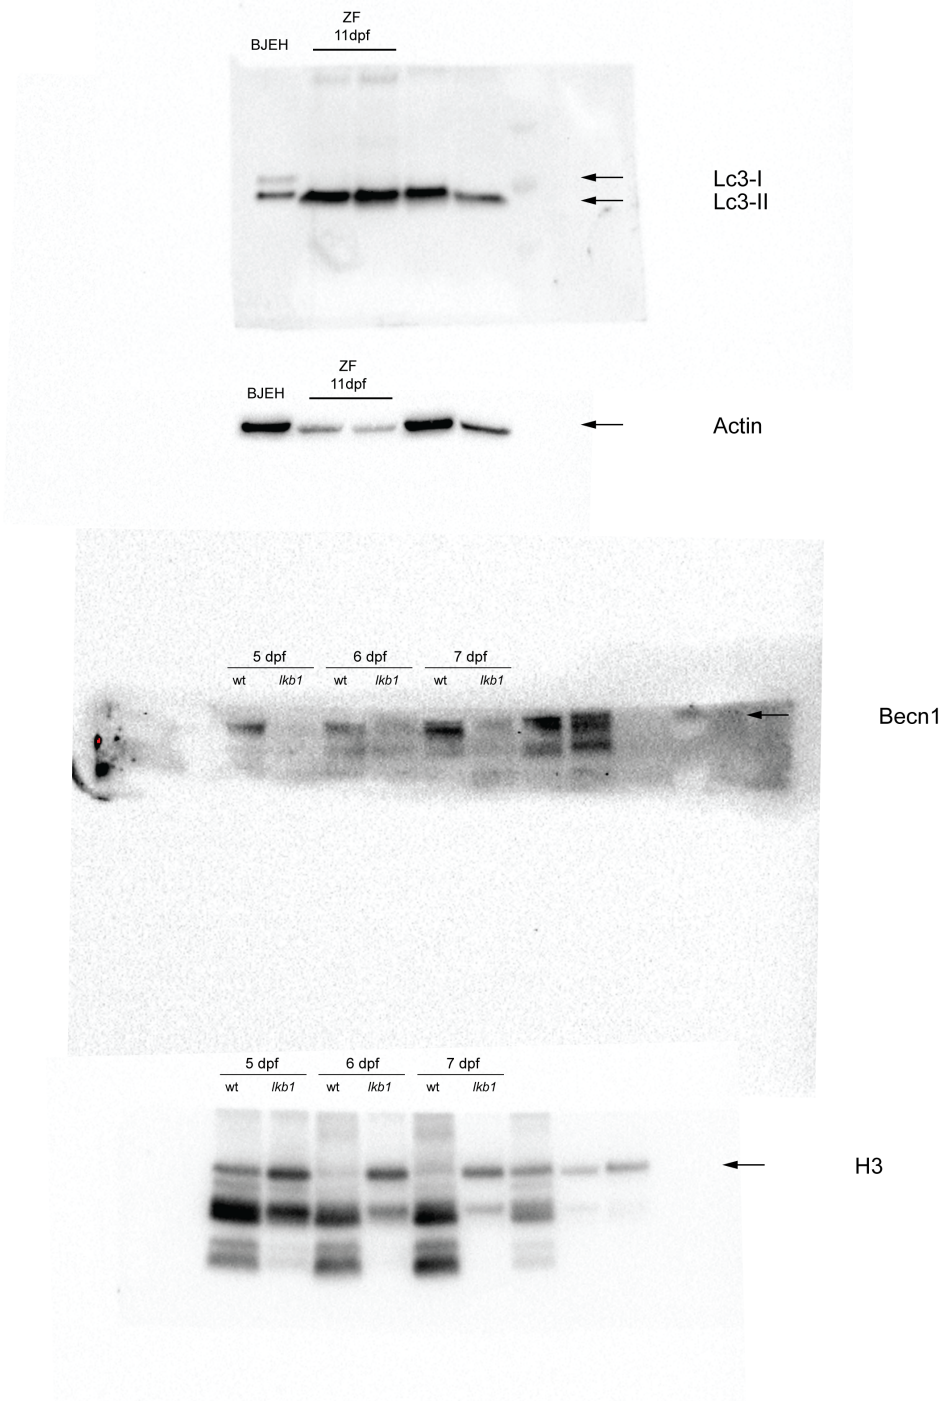 ZF
11dpf
BJEH
Lc3-I
Lc3-II
ZF
11dpf
BJEH
Actin
5 dpf 6 dpf 7 dpf
wt lkb1 wt lkb1 wt lkb1
Becn1
5 dpf 6 dpf 7 dpf
wt lkb1 wt lkb1 wt lkb1
H3